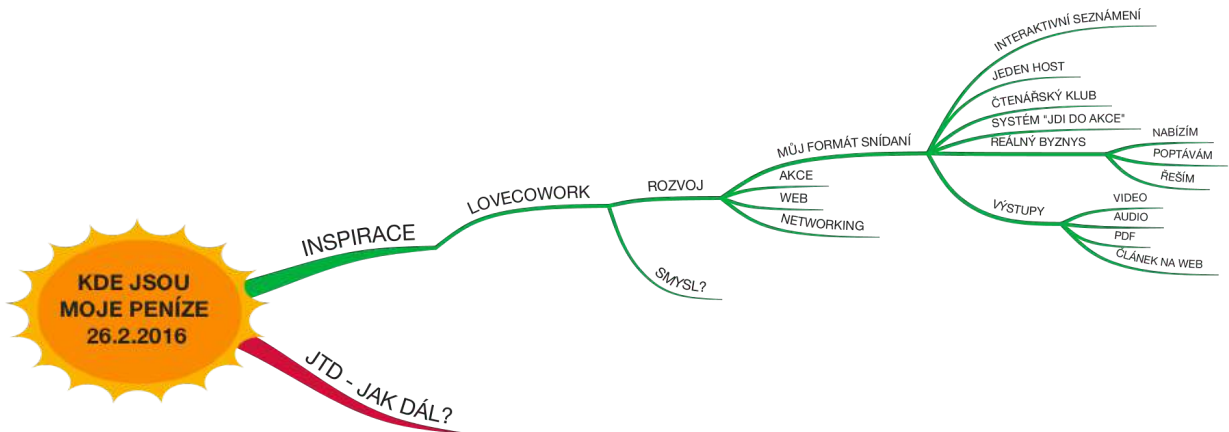 KDE JSOU
MOJE PENÍZE
26.2.2016
INSPIRACE
LOVECOWORK
ROZVOJ
MŮJ FORMÁT SNÍDANÍ
INTERAKTIVNÍ SEZNÁMENÍ
JEDEN HOST
ČTENÁŘSKÝ KLUB
SYSTÉM "JDI DO AKCE"
REÁLNÝ BYZNYS
NABÍZÍM
POPTÁVÁM
ŘEŠÍM
VÝSTUPY
VIDEO
AUDIO
PDF
ČLÁNEK NA WEB
AKCE
WEB
NETWORKING
SMYSL?
JTD - JAK DÁL?